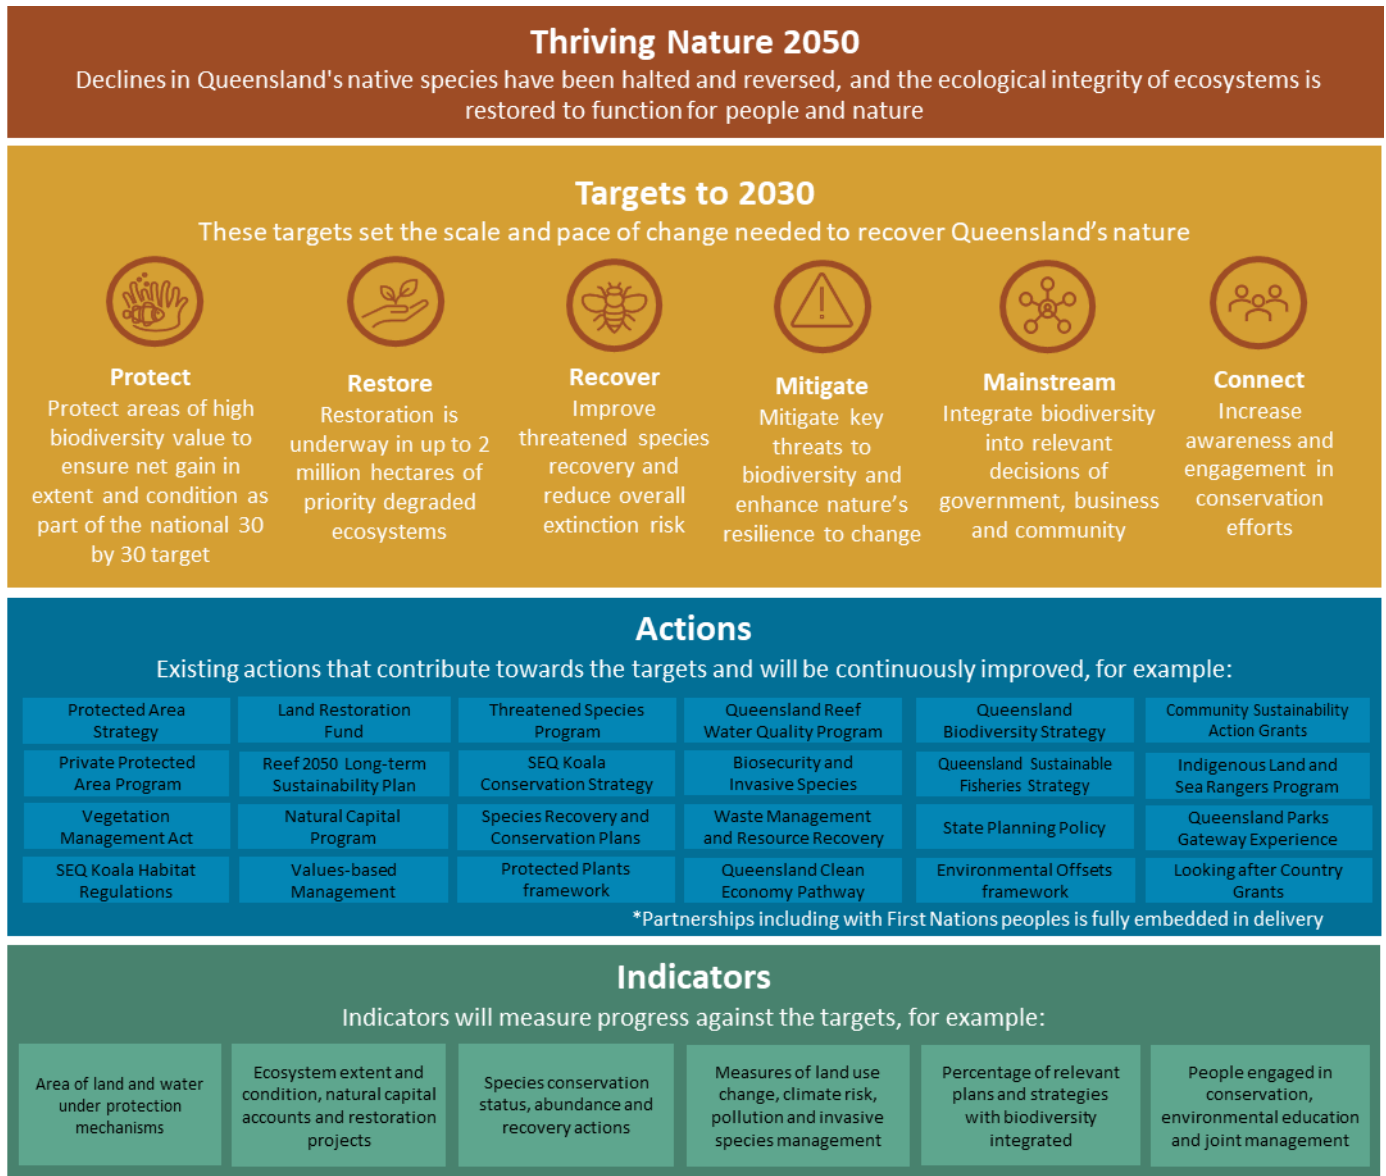 Thriving Nature 2050
Declines in Queensland's native species have been halted and reversed, and the ecological integrity of ecosystems is
restored to function for people and nature
Targets to 2030
These targets set the scale and pace of change needed to recover Queensland’s nature
Protect
Protect areas of high
biodiversity value to
ensure net gain in
extent and condition as
part of the national 30
by 30 target
Restore
Restoration is
underway in up to 2
million hectares of
priority degraded
ecosystems
Recover
Improve
threatened species
recovery and
reduce overall
extinction risk
Mitigate
Mitigate key
threats to
biodiversity and
enhance nature’s
resilience to change
Mainstream
Integrate biodiversity
into relevant
decisions of
government, business
and community
Connect
Increase
awareness and
engagement in
conservation
efforts
Actions
Existing actions that contribute towards the targets and will be continuously improved, for example:
Protected Area
Strategy
Land Restoration
Fund
Threatened Species
Program
Queensland Reef
Water Quality Program
Queensland
Biodiversity Strategy
Community Sustainability
Action Grants
Private Protected
Area Program
Reef 2050 Long-term
Sustainability Plan
SEQ Koala
Conservation Strategy
Biosecurity and
Invasive Species
Queensland Sustainable
Fisheries Strategy
Indigenous Land and
Sea Rangers Program
Vegetation
Management Act
Natural Capital
Program
Species Recovery and
Conservation Plans
Waste Management
and Resource Recovery
State Planning Policy
Queensland Parks
Gateway Experience
SEQ Koala Habitat
Regulations
Values-based
Management
Protected Plants
framework
Queensland Clean
Economy Pathway
Environmental Offsets
framework
Looking after Country
Grants
*Partnerships including with First Nations peoples is fully embedded in delivery
Indicators
Indicators will measure progress against the targets, for example:
Area of land and water
under protection
mechanisms
Ecosystem extent and
condition, natural capital
accounts and restoration
projects
Species conservation
status, abundance and
recovery actions
Measures of land use
change, climate risk,
pollution and invasive
species management
Percentage of relevant
plans and strategies
with biodiversity
integrated
People engaged in
conservation,
environmental education
and joint management